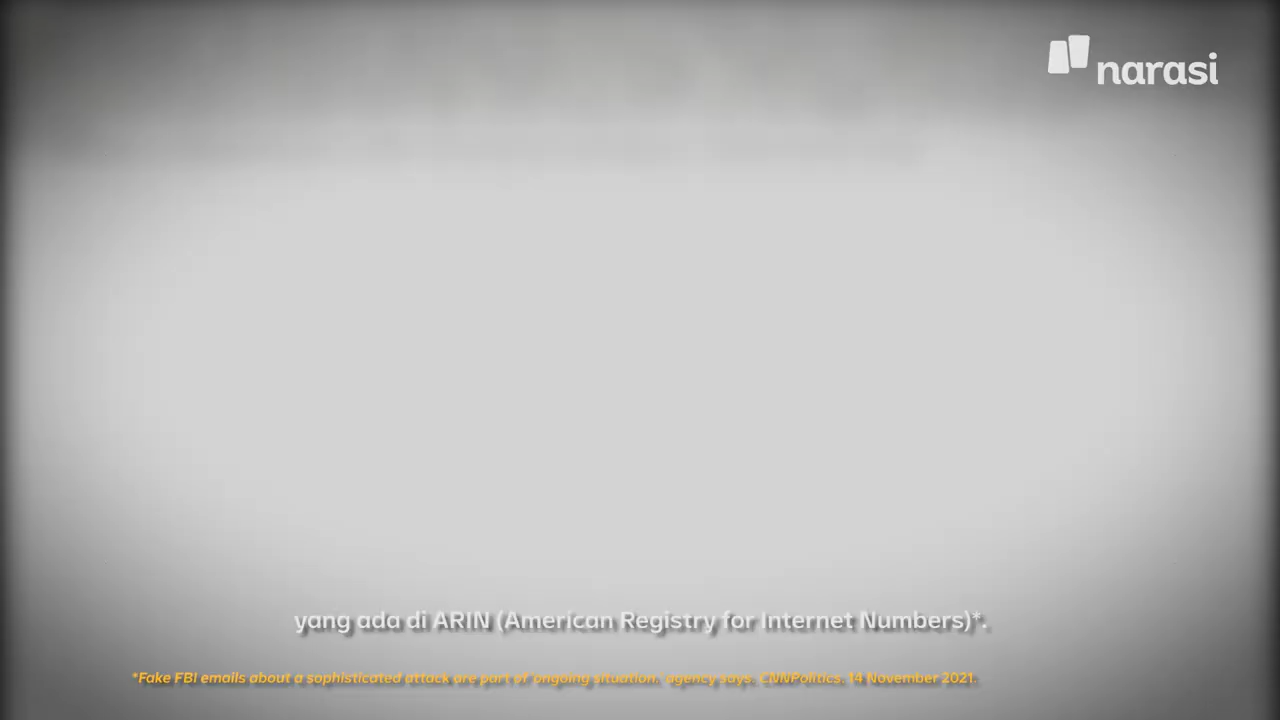 narasi
yang ada di ARIN (American Registry for Internet Numbers)*.
*Fake FBI emails about a sophisticated attack are part of 'ongoing situation,' agency says. CNNPolitics. 14 November 2021.